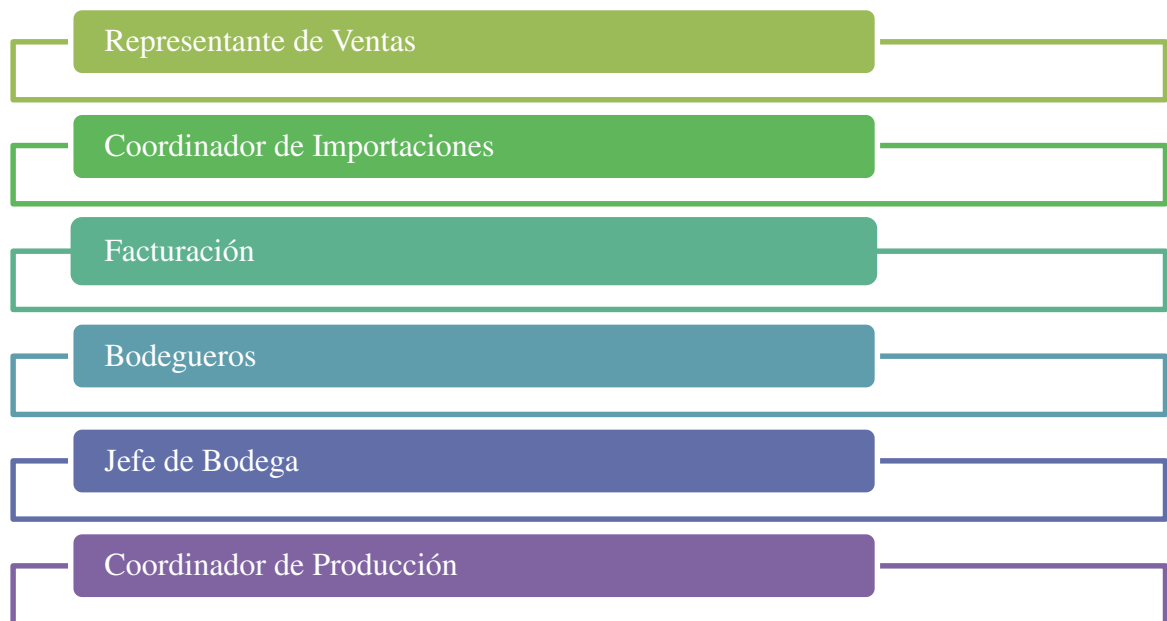 Representante de Ventas
Coordinador de Importaciones
Facturación
Bodegueros
Jefe de Bodega
Coordinador de Producción